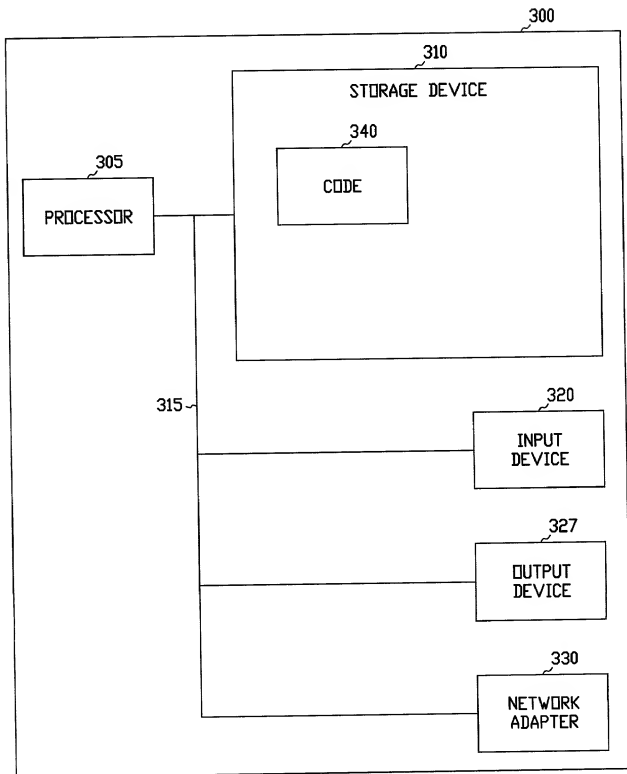 300
310
STORAGE DEVICE
340
CODE
305
PROCESSOR
315
320
INPUT
DEVICE
327
OUTPUT
DEVICE
330
NETWORK
ADAPTER